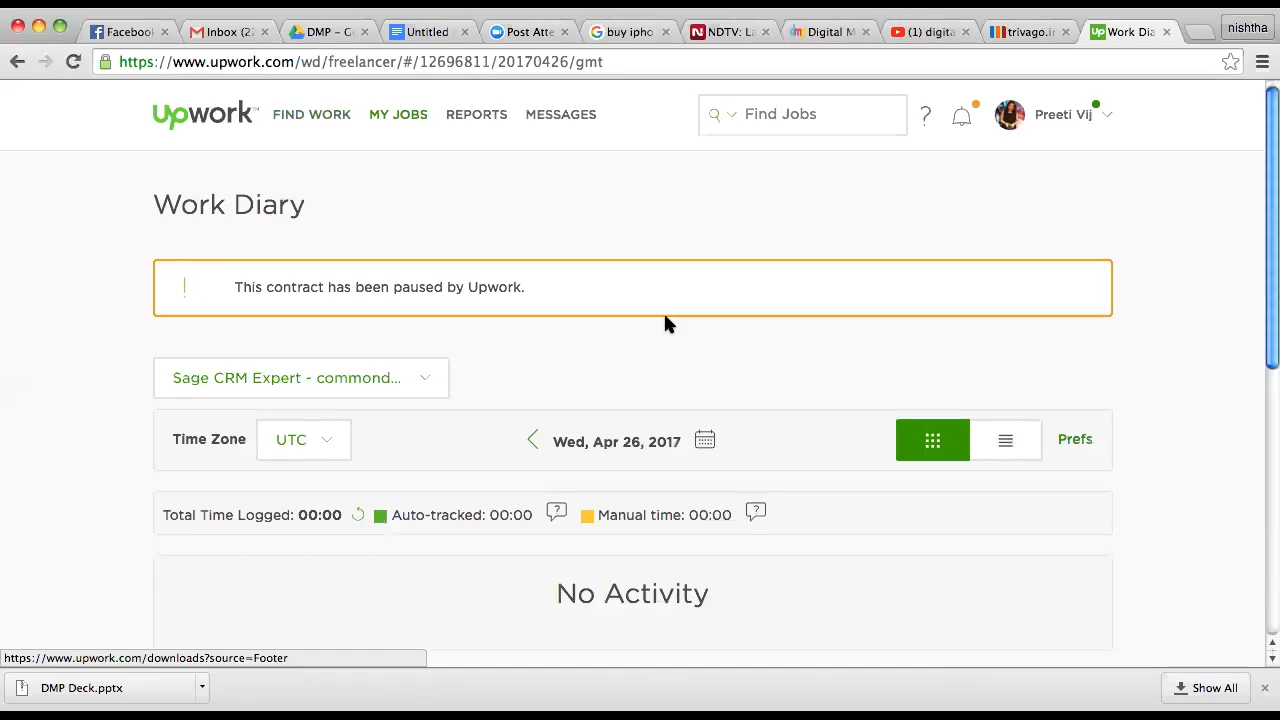 Facebook Inbox (2 DMP – G Untitled Post Atte buy ipho NDTV: La Digital M (1) digita trivago.in Work Dia nishtha
https://www.upwork.com/wd/freelancer/#/12696811/20170426/gmt
upwork™ FIND WORK MY JOBS REPORTS MESSAGES Find Jobs ? Preeti Vij
Work Diary
This contract has been paused by Upwork.
Sage CRM Expert - commond...
Time Zone UTC Wed, Apr 26, 2017 Prefs
Total Time Logged: 00:00 Auto-tracked: 00:00 ? Manual time: 00:00 ?
No Activity
https://www.upwork.com/downloads?source=Footer
DMP Deck.pptx Show All